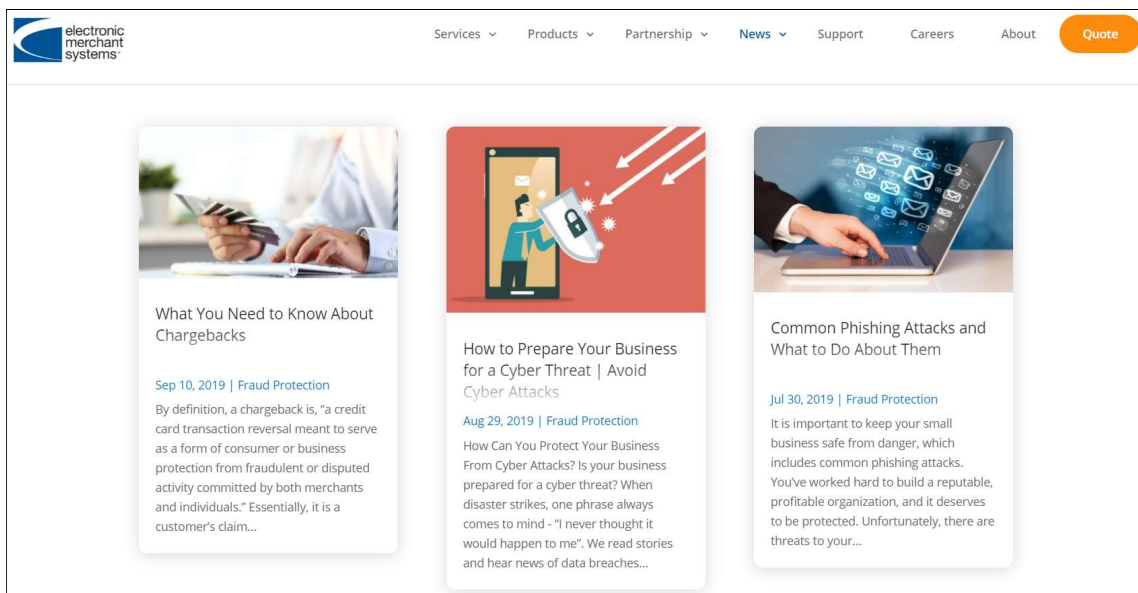 electronic
merchant
systems
Services
Products
Partnership
News
Support
Careers
About
Quote
What You Need to Know About
Chargebacks
Sep 10, 2019 | Fraud Protection
By definition, a chargeback is, “a credit
card transaction reversal meant to serve
as a form of consumer or business
protection from fraudulent or disputed
activity committed by both merchants
and individuals.” Essentially, it is a
customer’s claim...
How to Prepare Your Business
for a Cyber Threat | Avoid
Cyber Attacks
Aug 29, 2019 | Fraud Protection
How Can You Protect Your Business
From Cyber Attacks? Is your business
prepared for a cyber threat? When
disaster strikes, one phrase always
comes to mind - “I never thought it
would happen to me”. We read stories
and hear news of data breaches...
Common Phishing Attacks and
What to Do About Them
Jul 30, 2019 | Fraud Protection
It is important to keep your small
business safe from danger, which
includes common phishing attacks.
You’ve worked hard to build a reputable,
profitable organization, and it deserves
to be protected. Unfortunately, there are
threats to your...